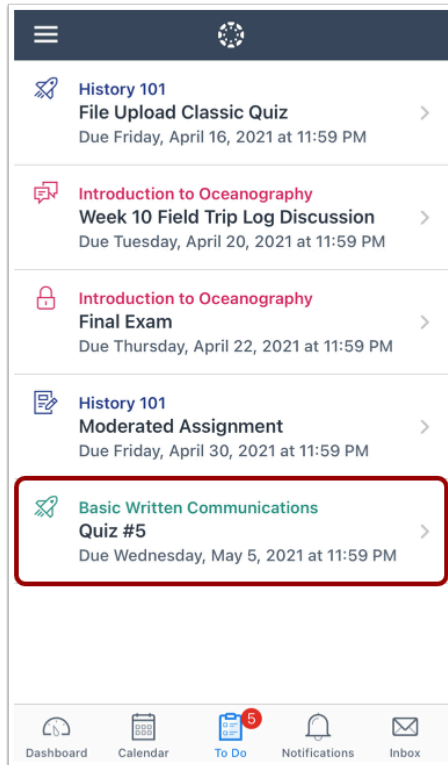 History 101
File Upload Classic Quiz
Due Friday, April 16, 2021 at 11:59 PM
Introduction to Oceanography
Week 10 Field Trip Log Discussion
Due Tuesday, April 20, 2021 at 11:59 PM
Introduction to Oceanography
Final Exam
Due Thursday, April 22, 2021 at 11:59 PM
History 101
Moderated Assignment
Due Friday, April 30, 2021 at 11:59 PM
Basic Written Communications
Quiz #5
Due Wednesday, May 5, 2021 at 11:59 PM
5
Dashboard Calendar To Do Notifications Inbox